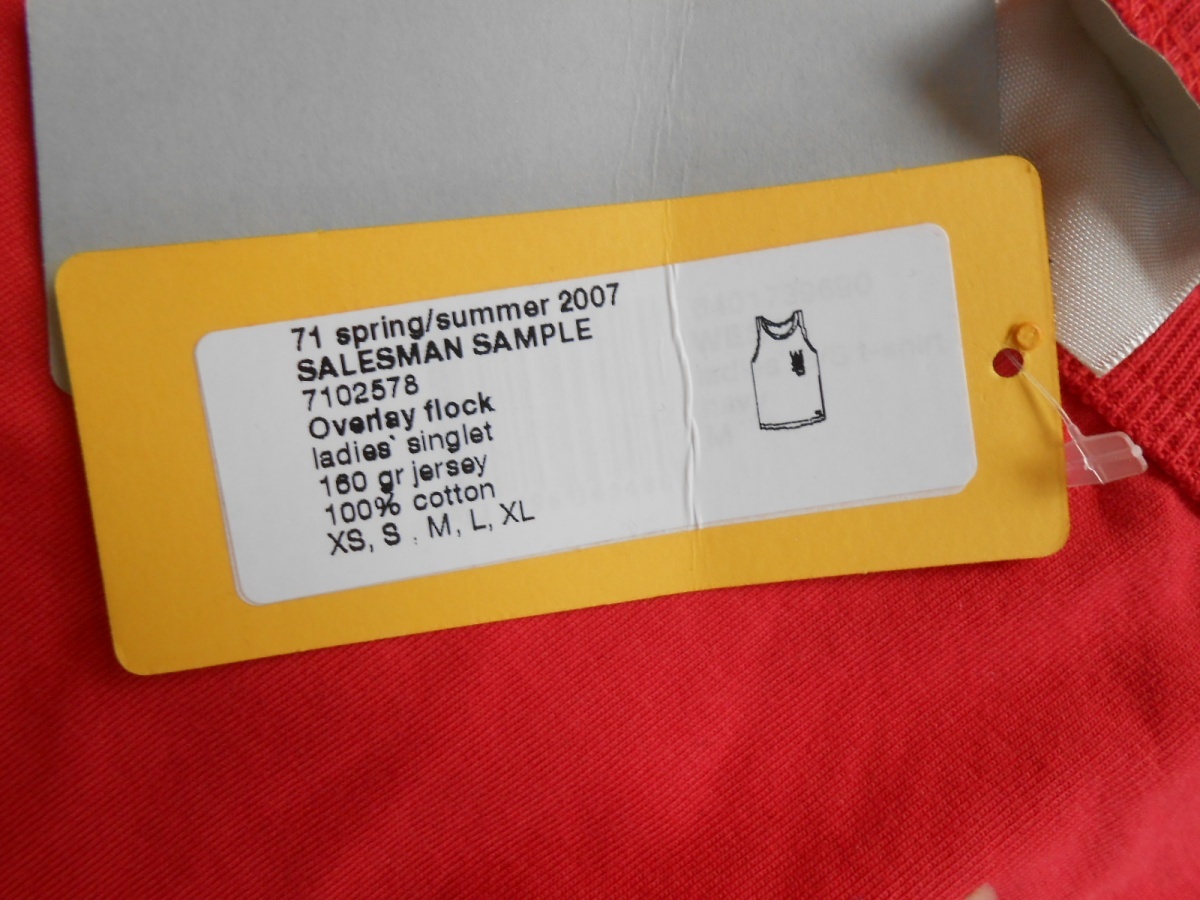 71 spring/summer 2007
SALESMAN SAMPLE
7102578
Overlay flock
ladies' singlet
160 gr jersey
100% cotton
XS, S , M, L, XL